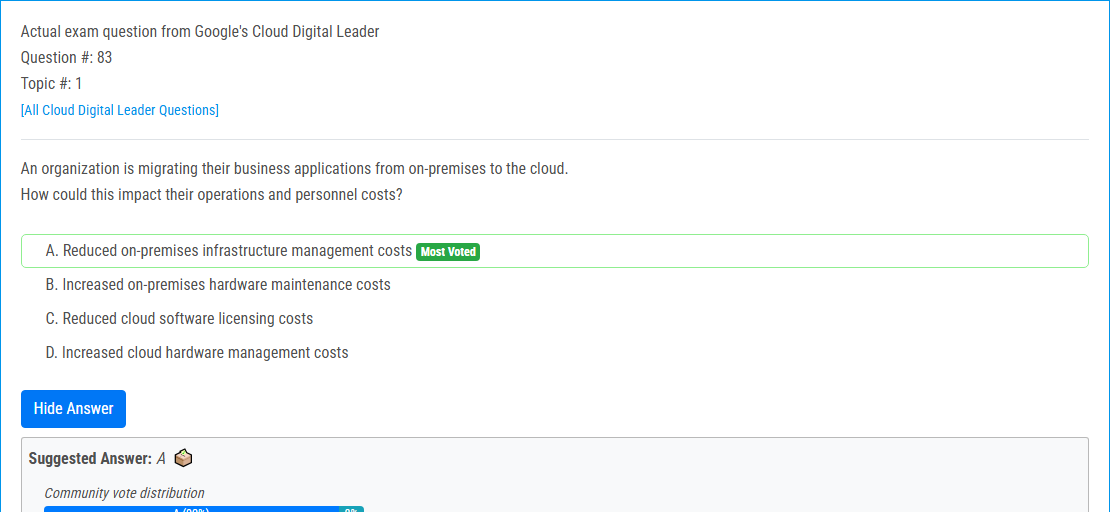 Actual exam question from Google's Cloud Digital Leader
Question #: 83
Topic #: 1
[All Cloud Digital Leader Questions]
An organization is migrating their business applications from on-premises to the cloud.
How could this impact their operations and personnel costs?
A. Reduced on-premises infrastructure management costs Most Voted
B. Increased on-premises hardware maintenance costs
C. Reduced cloud software licensing costs
D. Increased cloud hardware management costs
Hide Answer
Suggested Answer: A
Community vote distribution